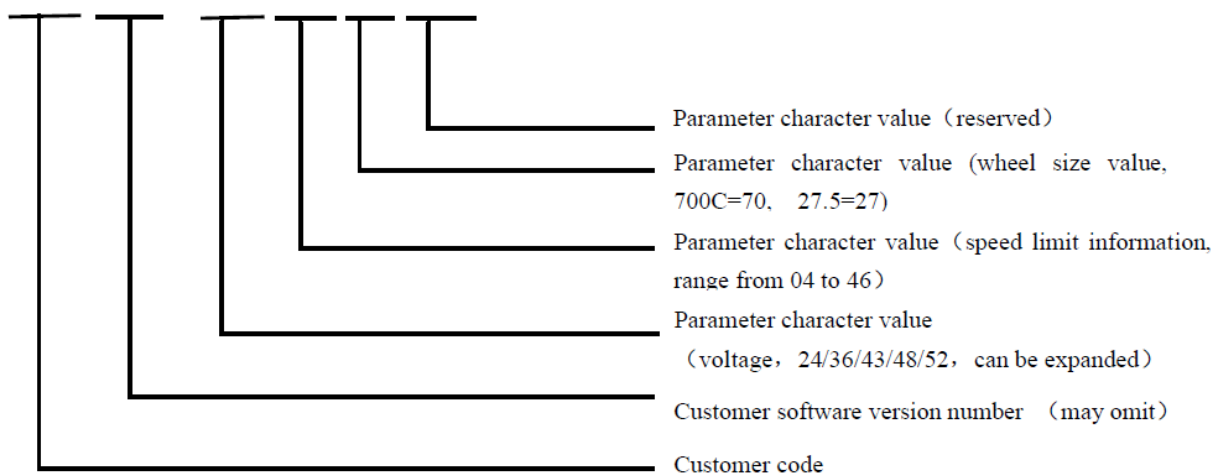 Parameter character value（reserved）
Parameter character value (wheel size value,
700C=70, 27.5=27)
Parameter character value（speed limit information,
range from 04 to 46）
Parameter character value
（voltage，24/36/43/48/52，can be expanded）
Customer software version number （may omit）
Customer code